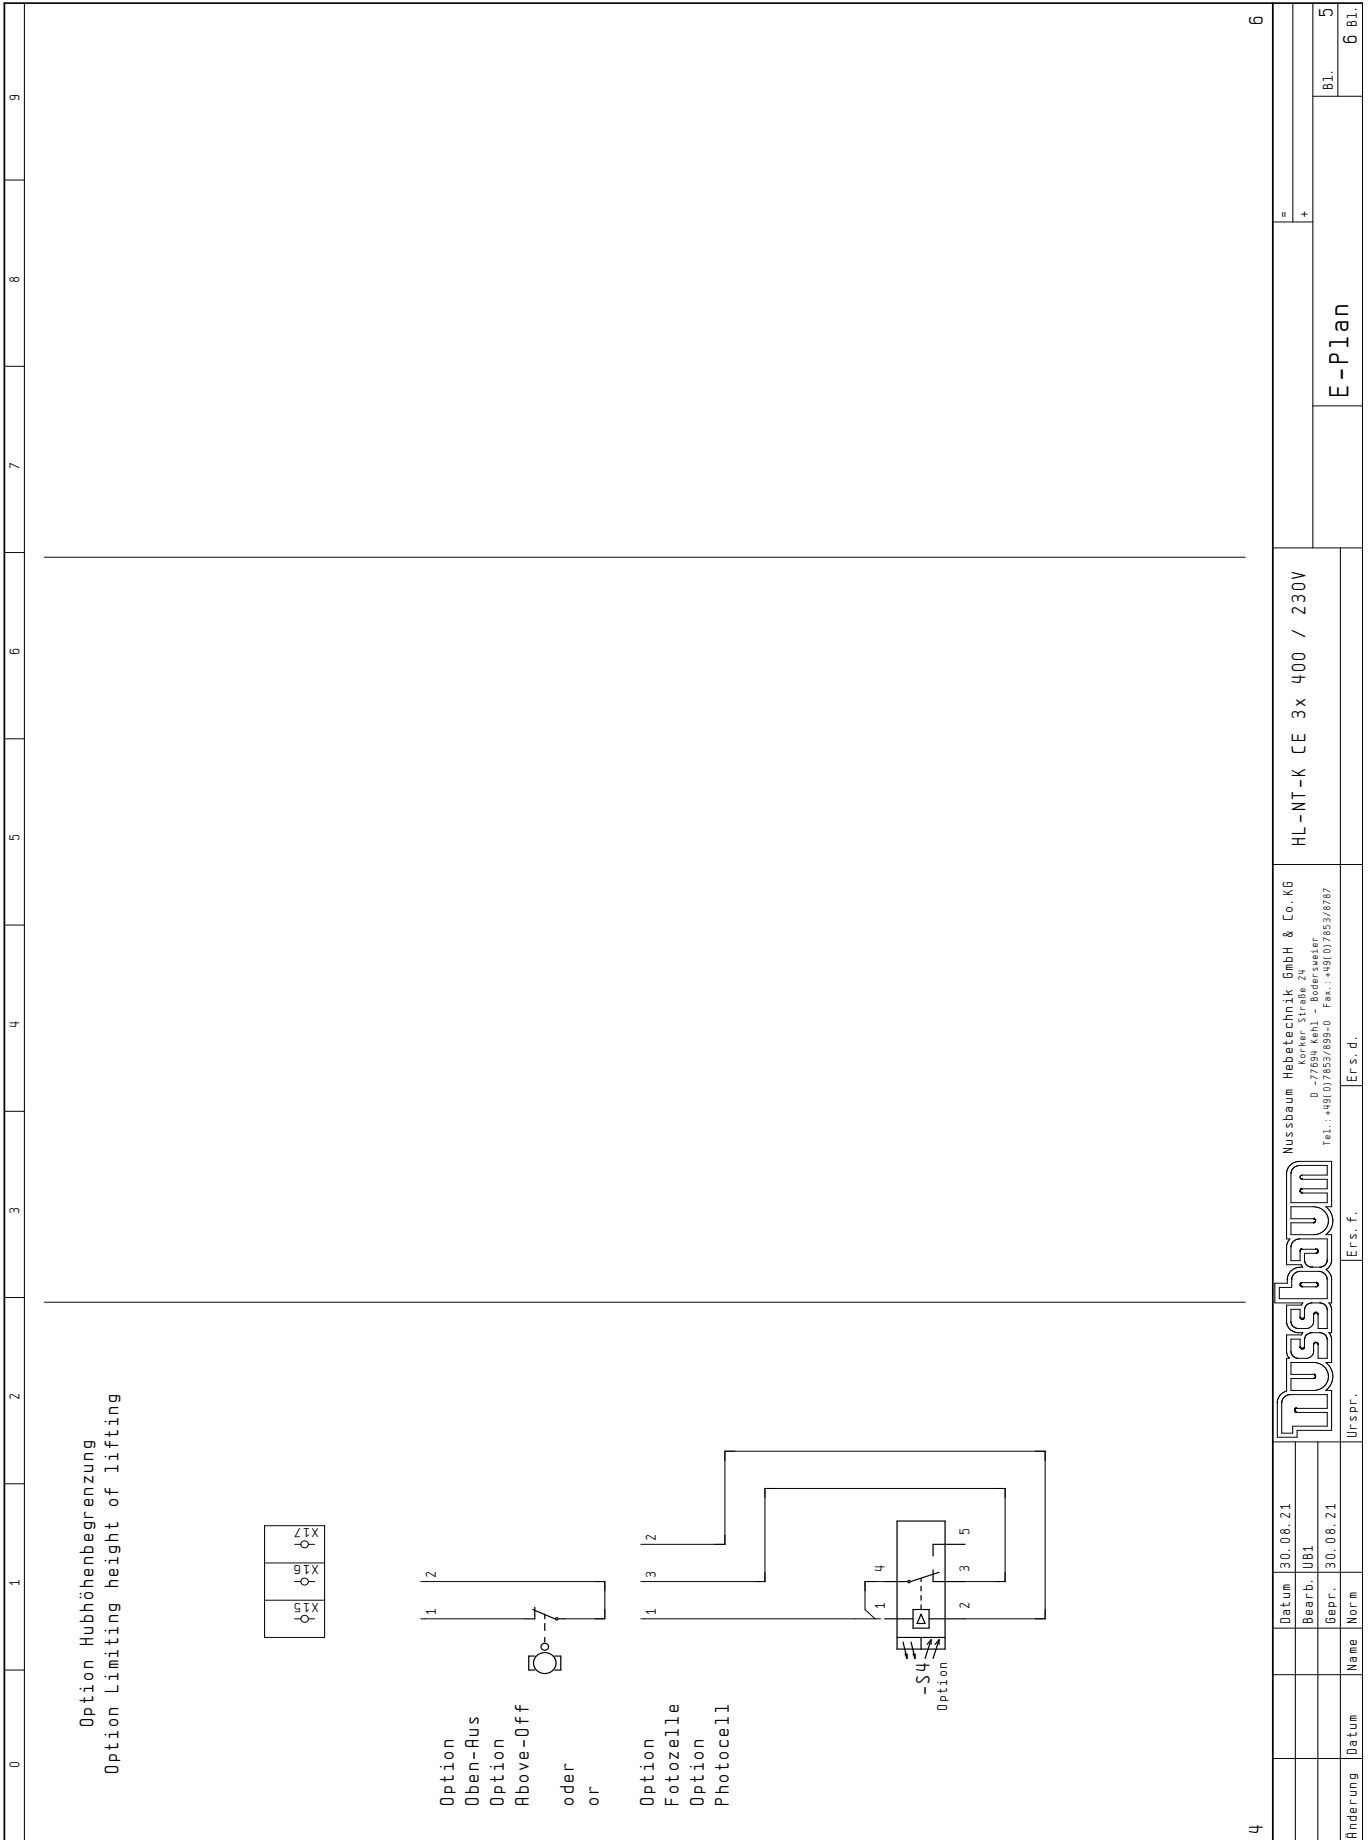 0 1 2 3 4 5 6 7 8 9
Option Hubhöhenbegrenzung
Option Limiting height of lifting
X15 X16 X17
Option
Oben-Aus
Option
Above-Off
oder
or
1 2
Option
Fotozelle
Option
Photocell
1 3 2
1 4
-S4
Option
2 3 5
4
6
Änderung
Datum
Name
Datum 30.08.21
Bearb. UB1
Gepr. 30.08.21
Norm
nussbaum
Urspr.
Ers.f.
Ers.d.
Nussbaum Hebetechnik GmbH & Co.KG
Korker Straße 24
D -77694 Kehl - Bodersweier
Tel.:+49(0)7853/899-0 Fax.:+49(0)7853/8787
HL-NT-K CE 3x 400 / 230V
E-Plan
=
+
Bl. 5
6 Bl.